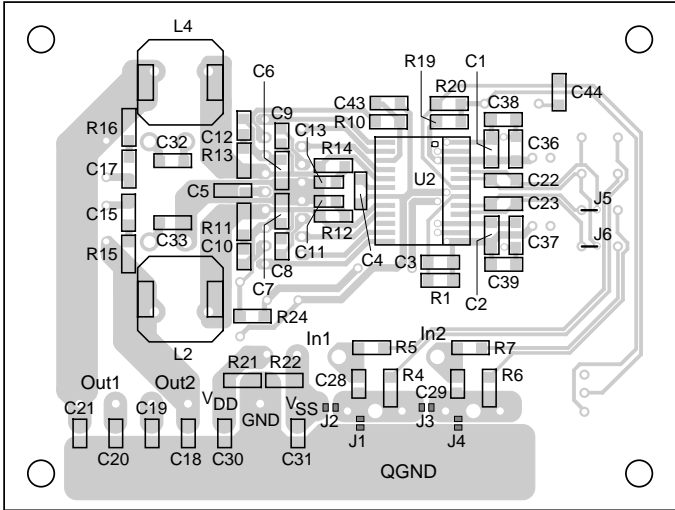 L4
C6
R19
C1
C43
R20
C44
C9
C38
R16
C12
C13
R10
C32
R13
R14
C36
C17
U2
C22
C5
C23
J5
C15
R11
R12
J6
C33
C11
C37
R15
C10
C4
C3
C8
C7
R1
C2
C39
R24
L2
In1
In2
R5
R7
R21
R22
Out1
Out2
C28
R4
C29
R6
VDD
VSS
GND
C21
C19
J2
J3
J1
J4
C20
C18
C30
C31
QGND